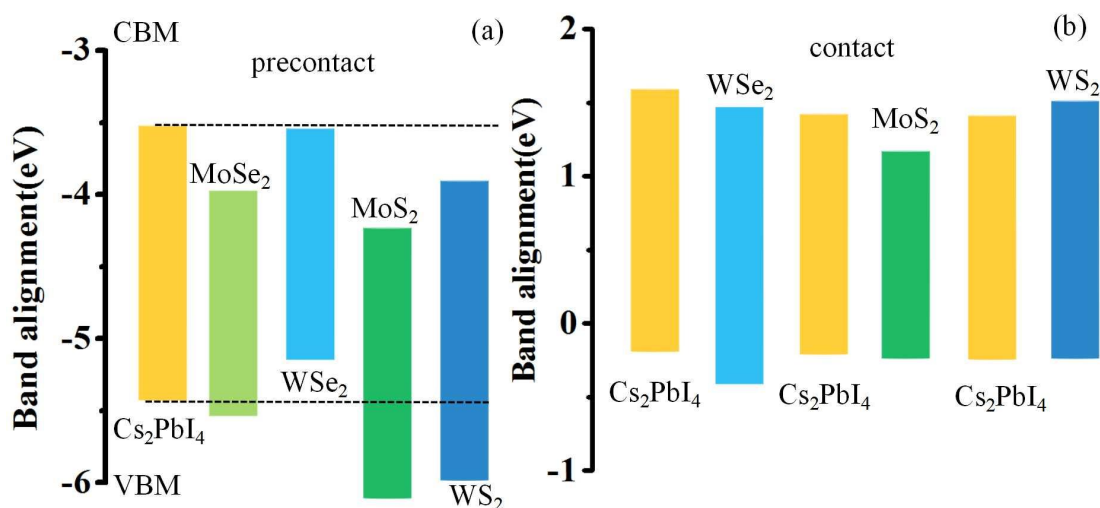 CBM
(a)
precontact
-3
-4
-5
-6
Band alignment(eV)
MoSe₂
MoS₂
WSe₂
Cs₂PbI₄
VBM
WS₂
(b)
contact
2
1
0
-1
Band alignment(eV)
WSe₂
MoS₂
WS₂
Cs₂PbI₄
Cs₂PbI₄
Cs₂PbI₄